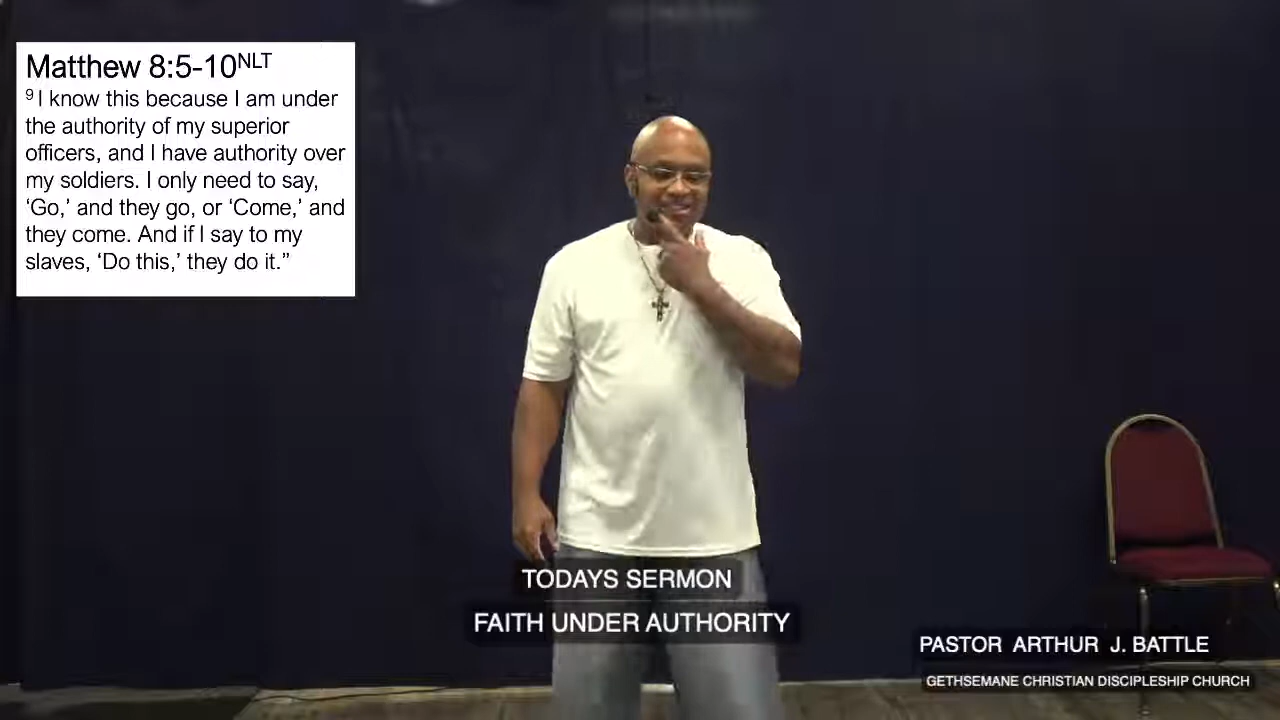 Matthew 8:5-10NLT
9 I know this because I am under
the authority of my superior
officers, and I have authority over
my soldiers. I only need to say,
‘Go,’ and they go, or ‘Come,’ and
they come. And if I say to my
slaves, ‘Do this,’ they do it.”
TODAYS SERMON
FAITH UNDER AUTHORITY
PASTOR ARTHUR J. BATTLE
GETHSEMANE CHRISTIAN DISCIPLESHIP CHURCH